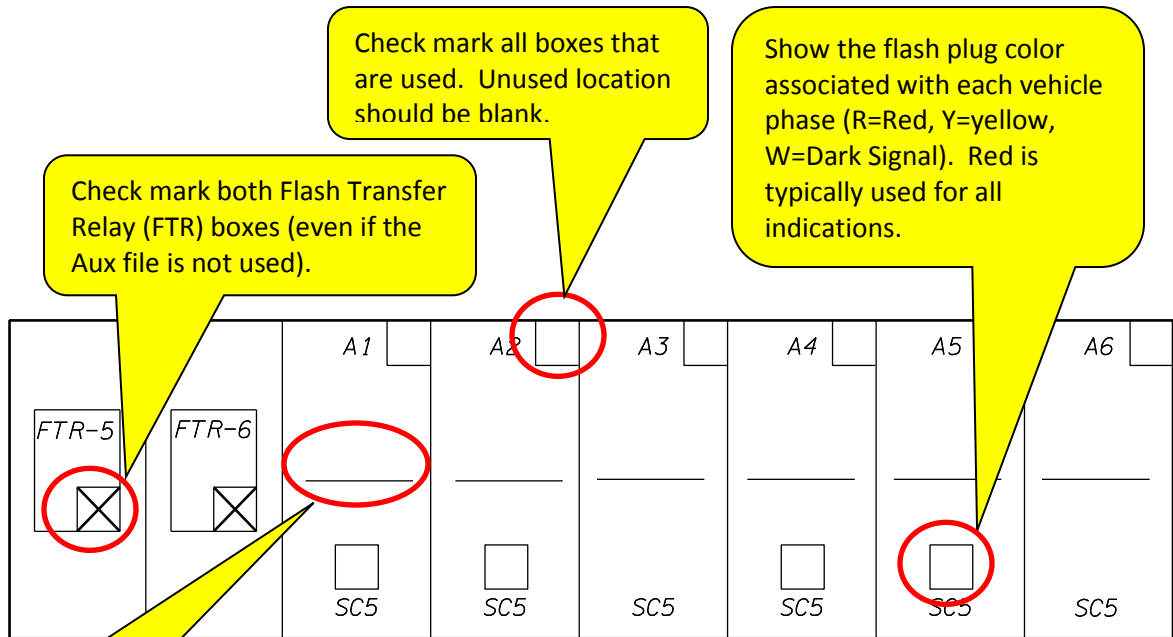 Check mark all boxes that
are used.  Unused location
should be blank.
Show the flash plug color
associated with each vehicle
phase (R=Red, Y=yellow,
W=Dark Signal).  Red is
typically used for all
indications.
Check mark both Flash Transfer
Relay (FTR) boxes (even if the
Aux file is not used).
A1
A2
A3
A4
A5
A6
FTR-5
FTR-6
SC5
SC5
SC5
SC5
SC5
SC5